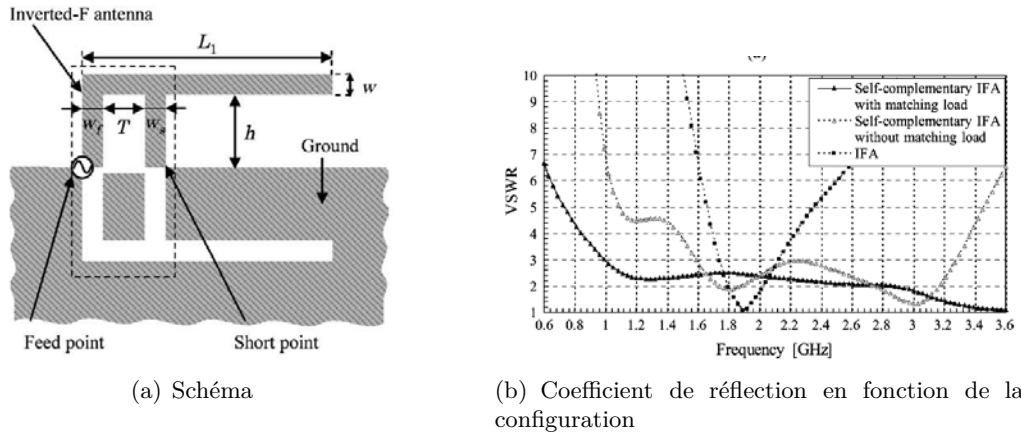 Inverted-F antenna
L₁
w
w_f
T
w_s
h
Ground
Feed point
Short point
(a) Schéma
VSWR
10
9
8
7
6
5
4
3
2
1
Self-complementary IFA
with matching load
Self-complementary IFA
without matching load
IFA
0.6 0.8 1 1.2 1.4 1.6 1.8 2 2.2 2.4 2.6 2.8 3 3.2 3.4 3.6
Frequency [GHz]
(b) Coefficient de réflection en fonction de la
configuration